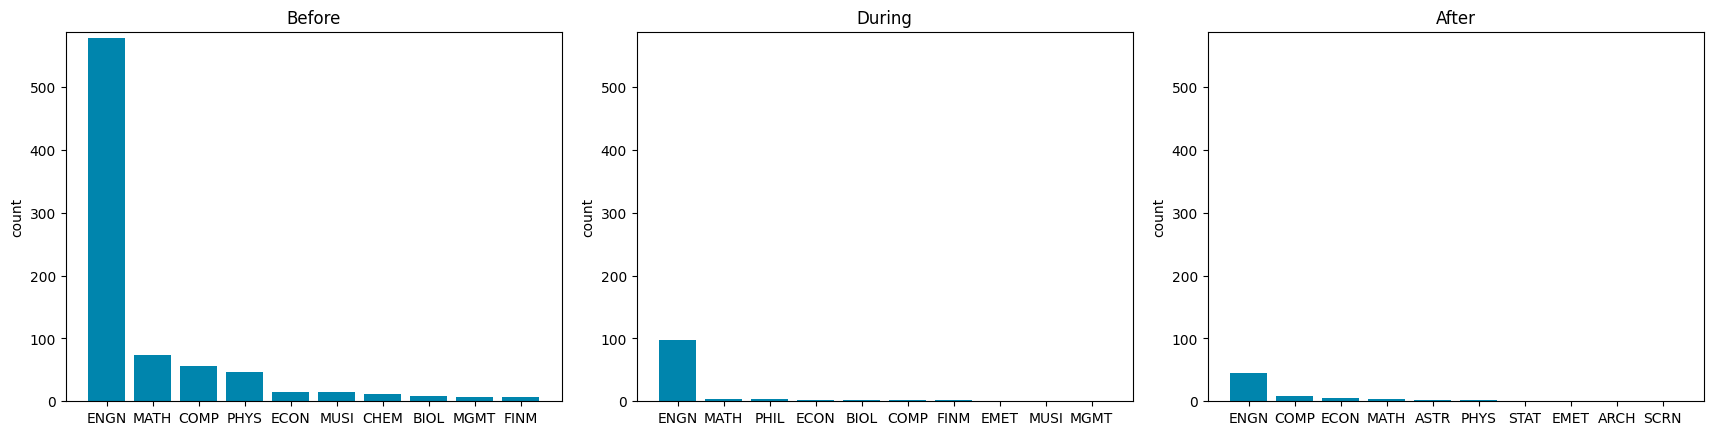 Before
500
400
300
200
100
0
count
ENGN MATH COMP PHYS ECON MUSI CHEM BIOL MGMT FINM
During
500
400
300
200
100
0
count
ENGN MATH PHIL ECON BIOL COMP FINM EMET MUSI MGMT
After
500
400
300
200
100
0
count
ENGN COMP ECON MATH ASTR PHYS STAT EMET ARCH SCRN